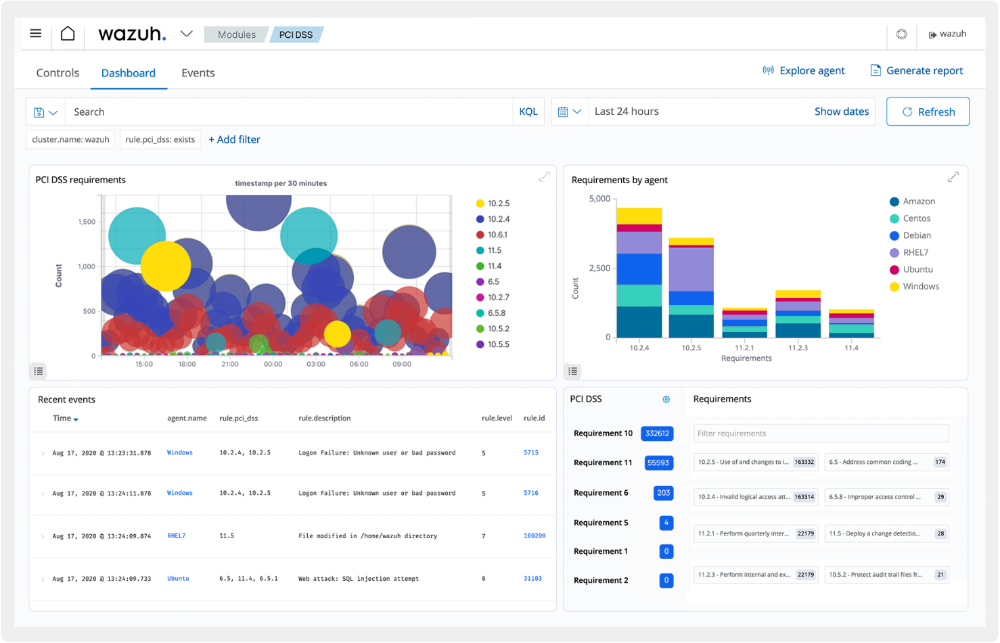 wazuh. Modules PCI DSS wazuh
Controls Dashboard Events Explore agent Generate report
Search KQL Last 24 hours Show dates Refresh
cluster.name: wazuh rule.pci_dss: exists + Add filter
PCI DSS requirements
timestamp per 30 minutes
Count
1,500
1,000
500
0
15:00 18:00 21:00 00:00 03:00 06:00 09:00
10.2.5
10.2.4
10.6.1
11.5
11.4
6.5
10.2.7
6.5.8
10.5.2
10.5.5
Requirements by agent
Count
5,000
2,500
0
10.2.4 10.2.5 11.2.1 11.2.3 11.4
Requirements
Amazon
Centos
Debian
RHEL7
Ubuntu
Windows
Recent events
Time agent.name rule.pci_dss rule.description rule.level rule.id
Aug 17, 2020 @ 13:23:31.878 Windows 10.2.4, 10.2.5 Logon Failure: Unknown user or bad password 5 5715
Aug 17, 2020 @ 13:24:11.878 Windows 10.2.4, 10.2.5 Logon Failure: Unknown user or bad password 5 5716
Aug 17, 2020 @ 13:24:09.874 RHEL7 11.5 File modified in /home/wazuh directory 7 100200
Aug 17, 2020 @ 13:24:09.733 Ubuntu 6.5, 11.4, 6.5.1 Web attack: SQL injection attempt 6 31103
PCI DSS
Requirement 10 332612
Requirement 11 55593
Requirement 6 203
Requirement 5 4
Requirement 1 0
Requirement 2 0
Requirements
Filter requirements
10.2.5 - Use of and changes to i... 163332 6.5 - Address common coding ... 174
10.2.4 - Invalid logical access att... 163314 6.5.8 - Improper access control ... 29
11.2.1 - Perform quarterly inter... 22179 11.5 - Deploy a change detectio... 28
11.2.3 - Perform internal and ex... 22179 10.5.2 - Protect audit trail files fr... 21